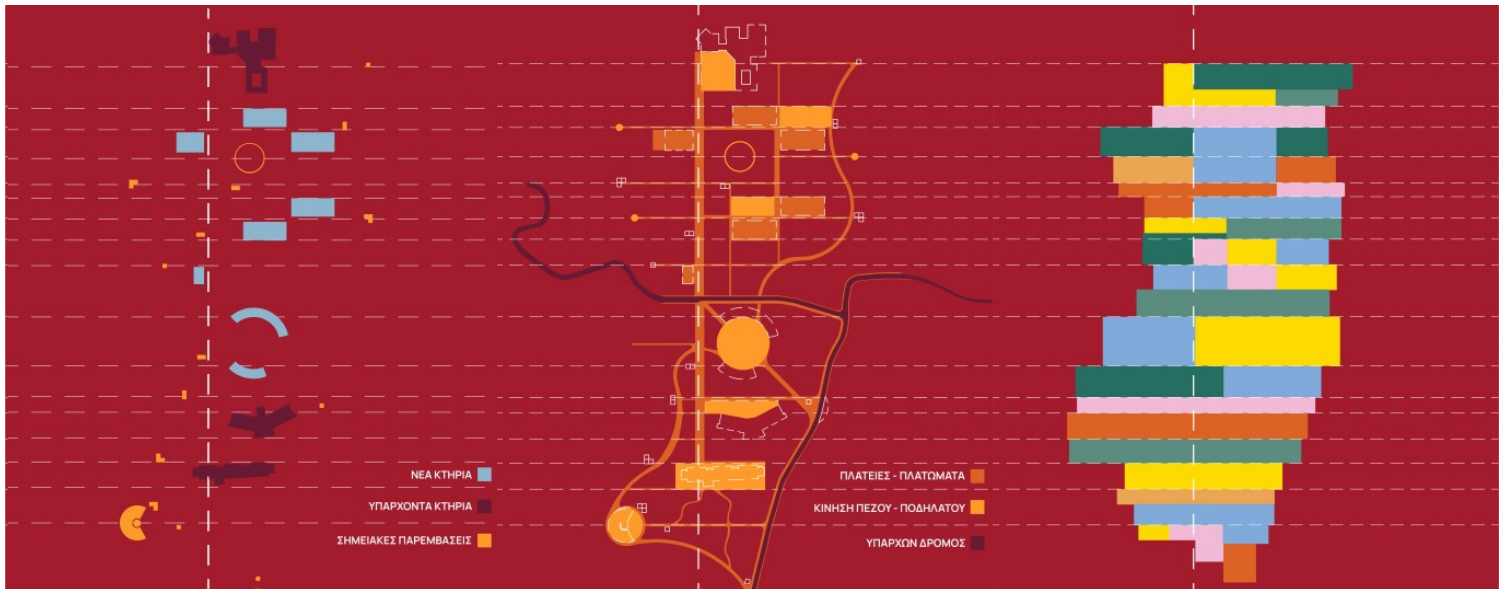 ΝΕΑ ΚΤΗΡΙΑ
ΥΠΑΡΧΟΝΤΑ ΚΤΗΡΙΑ
ΣΗΜΕΙΑΚΕΣ ΠΑΡΕΜΒΑΣΕΙΣ
ΠΛΑΤΕΙΕΣ - ΠΛΑΤΩΜΑΤΑ
ΚΙΝΗΣΗ ΠΕΖΟΥ - ΠΟΔΗΛΑΤΟΥ
ΥΠΑΡΧΩΝ ΔΡΟΜΟΣ